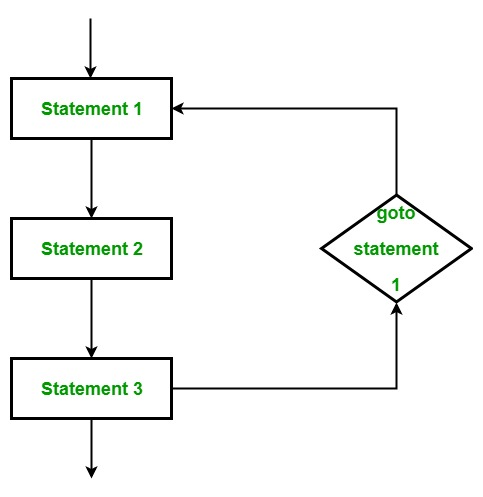 Statement 1
goto
statement
1
Statement 2
Statement 3